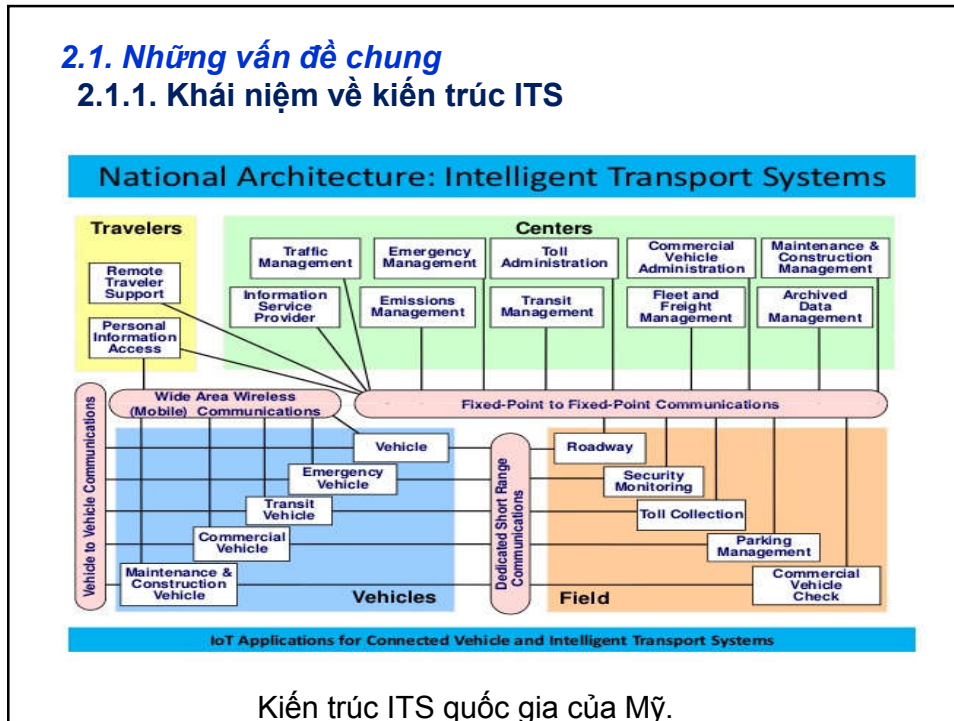 2.1. Những vấn đề chung
2.1.1. Khái niệm về kiến trúc ITS
National Architecture: Intelligent Transport Systems
Travelers
Remote
Traveler
Support
Personal
Information
Access
Centers
Traffic
Management
Emergency
Management
Toll
Administration
Commercial
Vehicle
Administration
Maintenance &
Construction
Management
Information
Service
Provider
Emissions
Management
Transit
Management
Fleet and
Freight
Management
Archived
Data
Management
Wide Area Wireless
(Mobile) Communications
Fixed-Point to Fixed-Point Communications
Vehicle to Vehicle Communications
Vehicle
Emergency
Vehicle
Transit
Vehicle
Commercial
Vehicle
Maintenance &
Construction
Vehicle
Vehicles
Dedicated Short Range
Communications
Roadway
Security
Monitoring
Toll Collection
Parking
Management
Commercial
Vehicle
Check
Field
IoT Applications for Connected Vehicle and Intelligent Transport Systems
Kiến trúc ITS quốc gia của Mỹ.